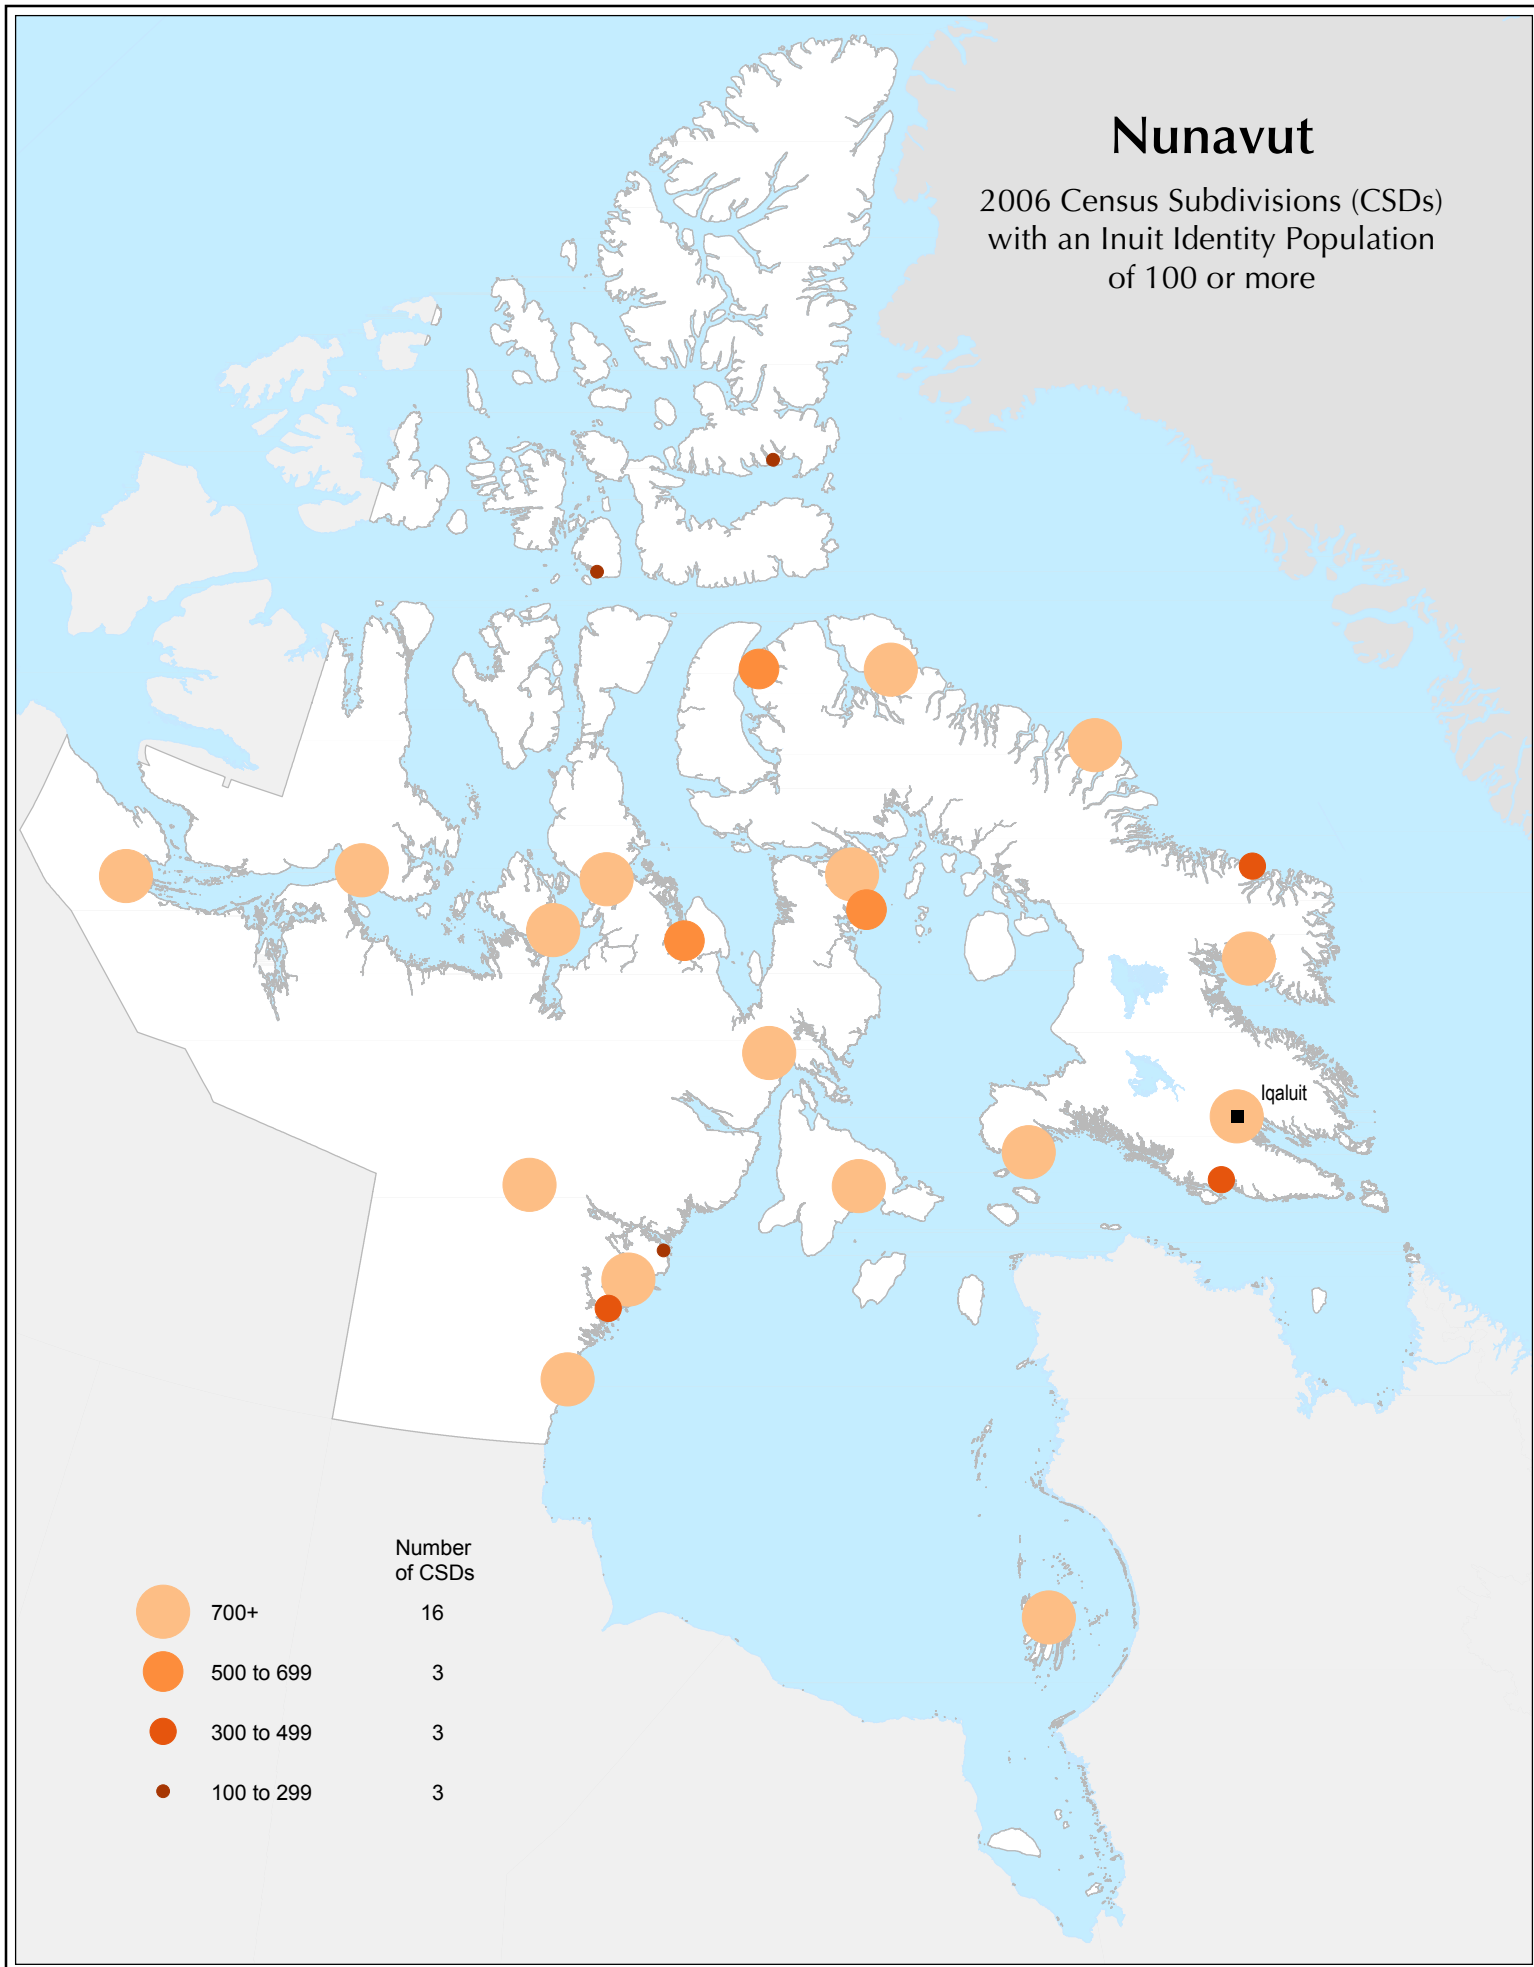 Nunavut
2006 Census Subdivisions (CSDs)
with an Inuit Identity Population
of 100 or more
Iqaluit
Number
of CSDs
700+ 16
500 to 699 3
300 to 499 3
100 to 299 3